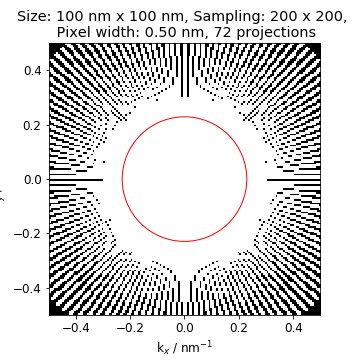 Size: 100 nm x 100 nm, Sampling: 200 x 200,
Pixel width: 0.50 nm, 72 projections
0.4
0.2
0.0
−0.2
−0.4
−0.4 −0.2 0.0 0.2 0.4
kₓ / nm⁻¹